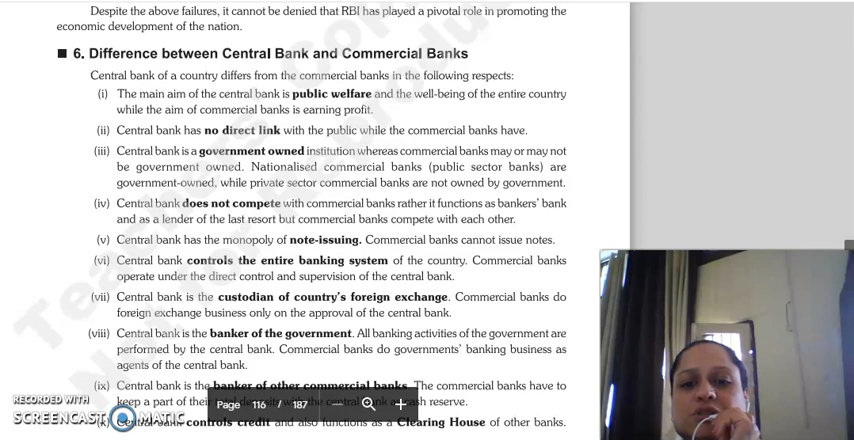 Despite the above failures, it cannot be denied that RBI has played a pivotal role in promoting the
economic development of the nation.
6. Difference between Central Bank and Commercial Banks
Central bank of a country differs from the commercial banks in the following respects:
(i) The main aim of the central bank is public welfare and the well-being of the entire country
while the aim of commercial banks is earning profit.
(ii) Central bank has no direct link with the public while the commercial banks have.
(iii) Central bank is a government owned institution whereas commercial banks may or may not
be government owned. Nationalised commercial banks (public sector banks) are
government-owned, while private sector commercial banks are not owned by government.
(iv) Central bank does not compete with commercial banks rather it functions as bankers' bank
and as a lender of the last resort but commercial banks compete with each other.
(v) Central bank has the monopoly of note-issuing. Commercial banks cannot issue notes.
(vi) Central bank controls the entire banking system of the country. Commercial banks
operate under the direct control and supervision of the central bank.
(vii) Central bank is the custodian of country's foreign exchange. Commercial banks do
foreign exchange business only on the approval of the central bank.
(viii) Central bank is the banker of the government. All banking activities of the government are
performed by the central bank. Commercial banks do governments' banking business as
agents of the central bank.
(ix) Central bank is the banker of other commercial banks. The commercial banks have to
keep a part of their total deposits with the central bank as cash reserve.
(x) Central bank controls credit and also functions as a Clearing House of other banks.
Page 116 / 187
RECORDED WITH
SCREENCAST MATIC
Teachers